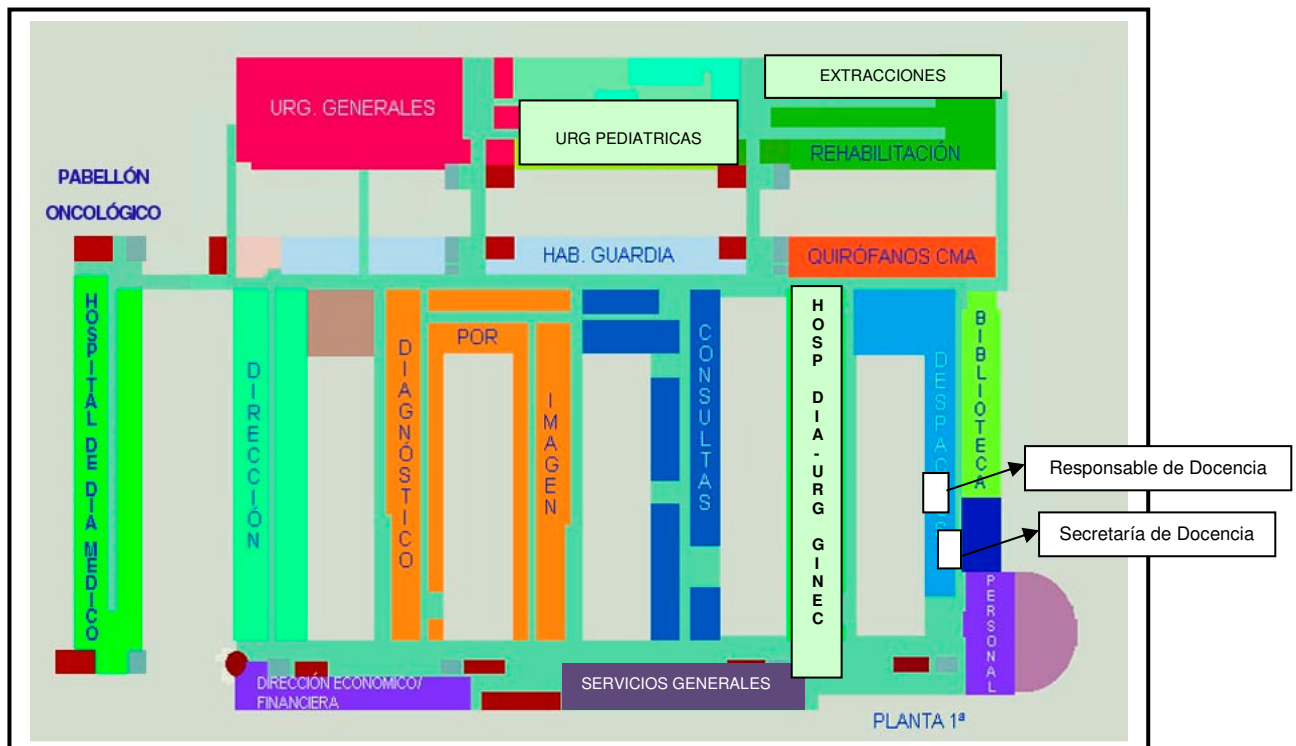 EXTRACCIONES
URG. GENERALES
URG PEDIATRICAS
REHABILITACIÓN
PABELLÓN
ONCOLÓGICO
HAB. GUARDIA
QUIRÓFANOS CMA
HOSPITAL DE DIA MEDICO
DIRECCIÓN
DIAGNÓSTICO
POR
IMAGEN
CONSULTAS
HOSP DIA-URG GINEC
BIBLIOTECA
Responsable de Docencia
Secretaría de Docencia
PERSONAL
DIRECCIÓN ECONOMICO/
FINANCIERA
SERVICIOS GENERALES
PLANTA 1ª